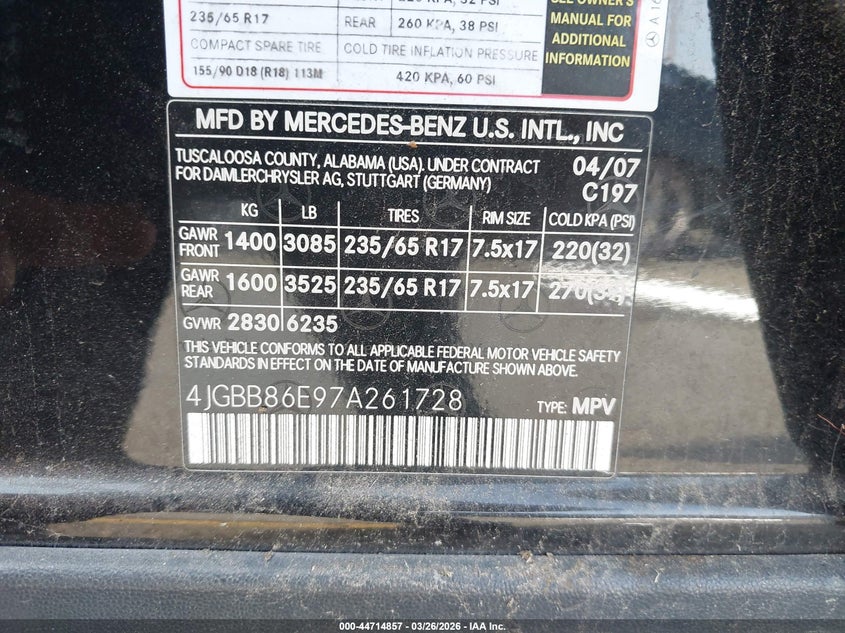 235/65 R17 REAR 260 KPA, 38 PSI
COMPACT SPARE TIRE COLD TIRE INFLATION PRESSURE
155/90 D18 (R18) 113M 420 KPA, 60 PSI
SEE OWNER'S
MANUAL FOR
ADDITIONAL
INFORMATION
MFD BY MERCEDES-BENZ U.S. INTL., INC
TUSCALOOSA COUNTY, ALABAMA (USA). UNDER CONTRACT 04/07
FOR DAIMLERCHRYSLER AG, STUTTGART (GERMANY) C197
KG LB TIRES RIM SIZE COLD KPA (PSI)
GAWR FRONT 1400 3085 235/65 R17 7.5x17 220(32)
GAWR REAR 1600 3525 235/65 R17 7.5x17
GVWR 2830 6235
THIS VEHICLE CONFORMS TO ALL APPLICABLE FEDERAL MOTOR VEHICLE SAFETY
STANDARDS IN EFFECT ON THE DATE OF MANUFACTURE SHOWN ABOVE.
4JGBB86E97A261728 TYPE: MPV
000-44714857 - 03/26/2026 - IAA Inc.